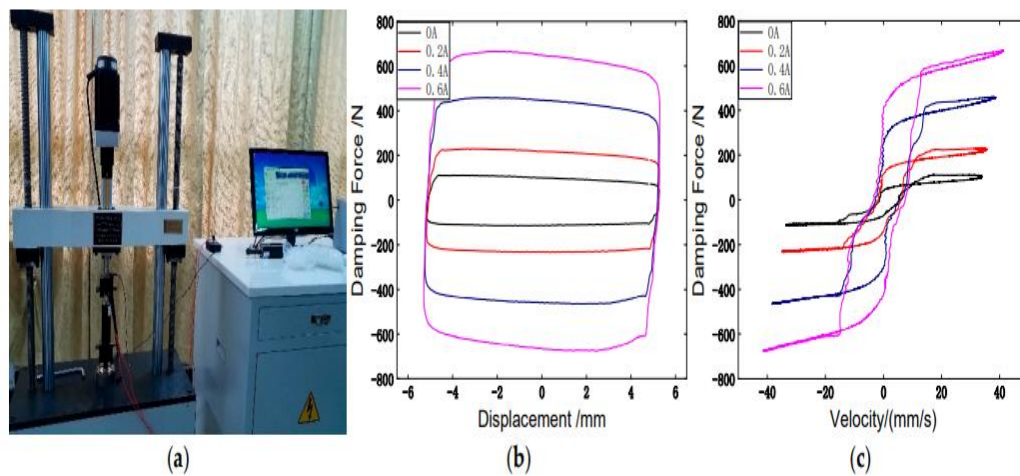 800
600
400
200
0
-200
-400
-600
-800
Damping Force /N
0A
0.2A
0.4A
0.6A
-6 -4 -2 0 2 4 6
Displacement /mm
800
600
400
200
0
-200
-400
-600
-800
Damping Force /N
0A
0.2A
0.4A
0.6A
-40 -20 0 20 40
Velocity/(mm/s)
(a)
(b)
(c)